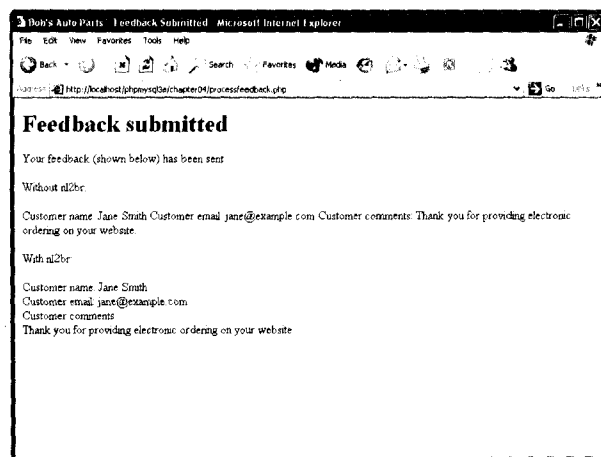 Bob's Auto Parts - Feedback Submitted - Microsoft Internet Explorer
File Edit View Favorites Tools Help
Back Search Favorites Media
Address http://localhost/phpmysql3e/chapter04/processfeedback.php Go Links
Feedback submitted
Your feedback (shown below) has been sent
Without nl2br:
Customer name: Jane Smith Customer email: jane@example.com Customer comments: Thank you for providing electronic
ordering on your website.
With nl2br:
Customer name: Jane Smith
Customer email: jane@example.com
Customer comments
Thank you for providing electronic ordering on your website